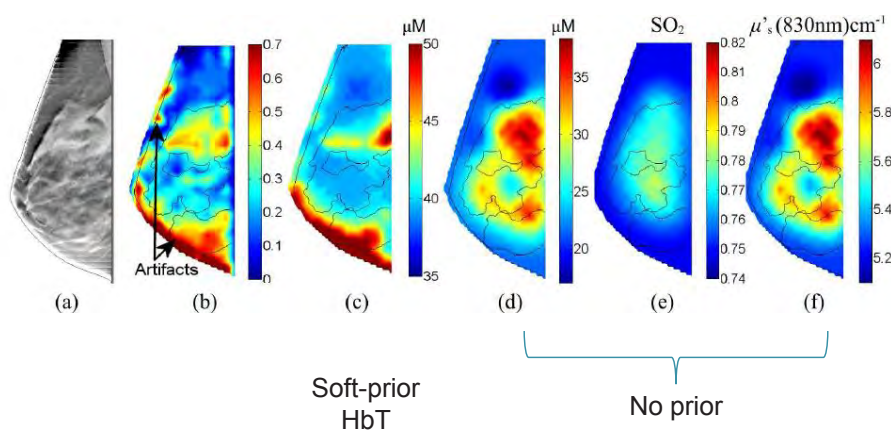 μM
μM
SO₂
μ'ₛ (830nm)cm⁻¹
0.7
0.6
0.5
0.4
0.3
0.2
0.1
0
50
45
40
35
35
30
25
20
0.82
0.81
0.8
0.79
0.78
0.77
0.76
0.75
0.74
6
5.8
5.6
5.4
5.2
Artifacts
(a)
(b)
(c)
(d)
(e)
(f)
Soft-prior
HbT
No prior